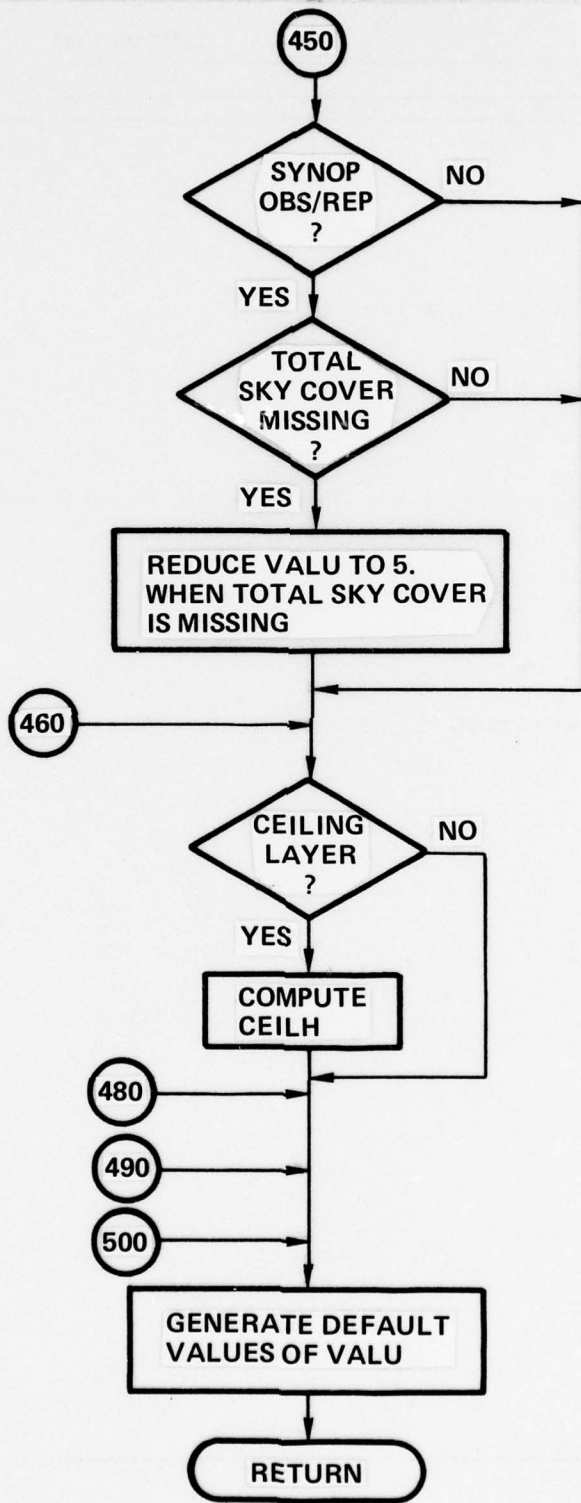 450
SYNOP
OBS/REP
?
NO
YES
TOTAL
SKY COVER
MISSING
?
NO
YES
REDUCE VALU TO 5.
WHEN TOTAL SKY COVER
IS MISSING
460
CEILING
LAYER
?
NO
YES
COMPUTE
CEILH
480
490
500
GENERATE DEFAULT
VALUES OF VALU
RETURN